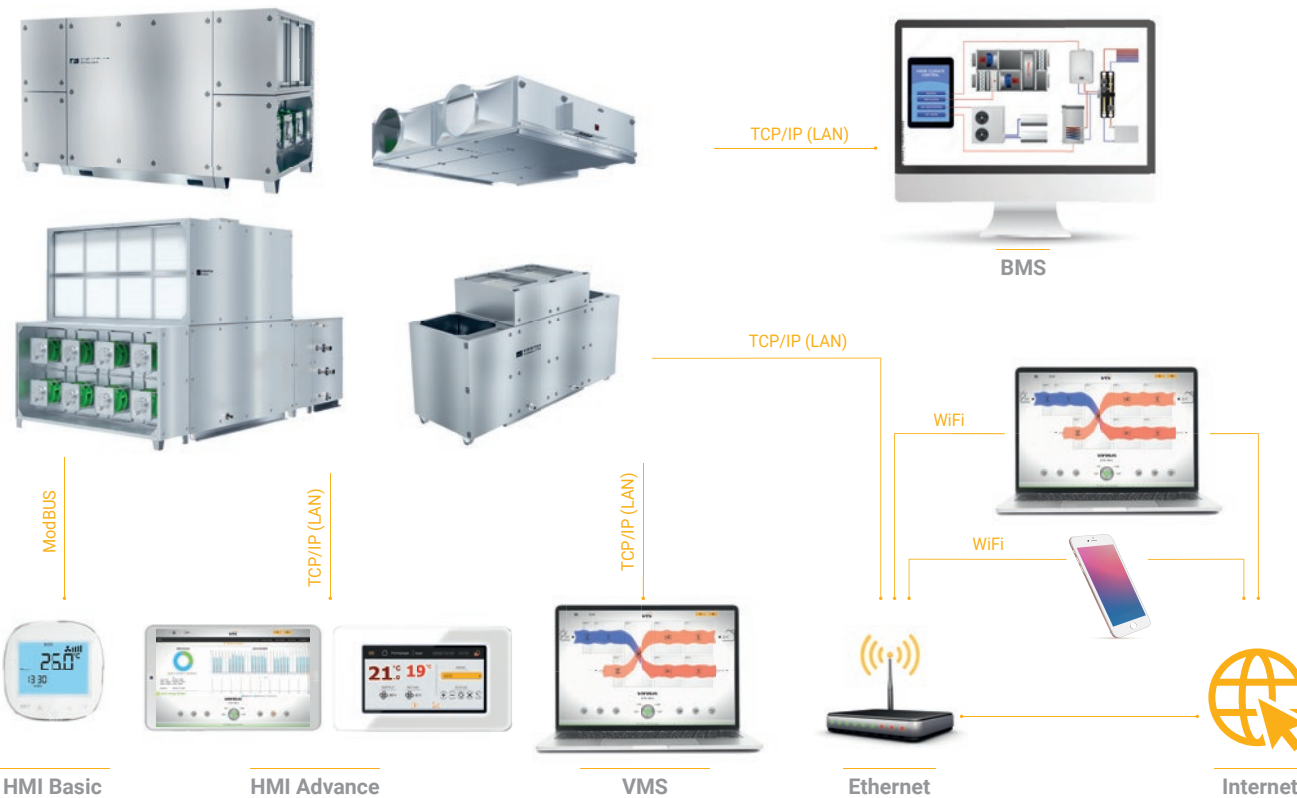 TCP/IP (LAN)
BMS
TCP/IP (LAN)
WiFi
WiFi
ModBUS
TCP/IP (LAN)
TCP/IP (LAN)
26.0°C
13:30
21.°C
19°C
HMI Basic
HMI Advance
VMS
Ethernet
Internet